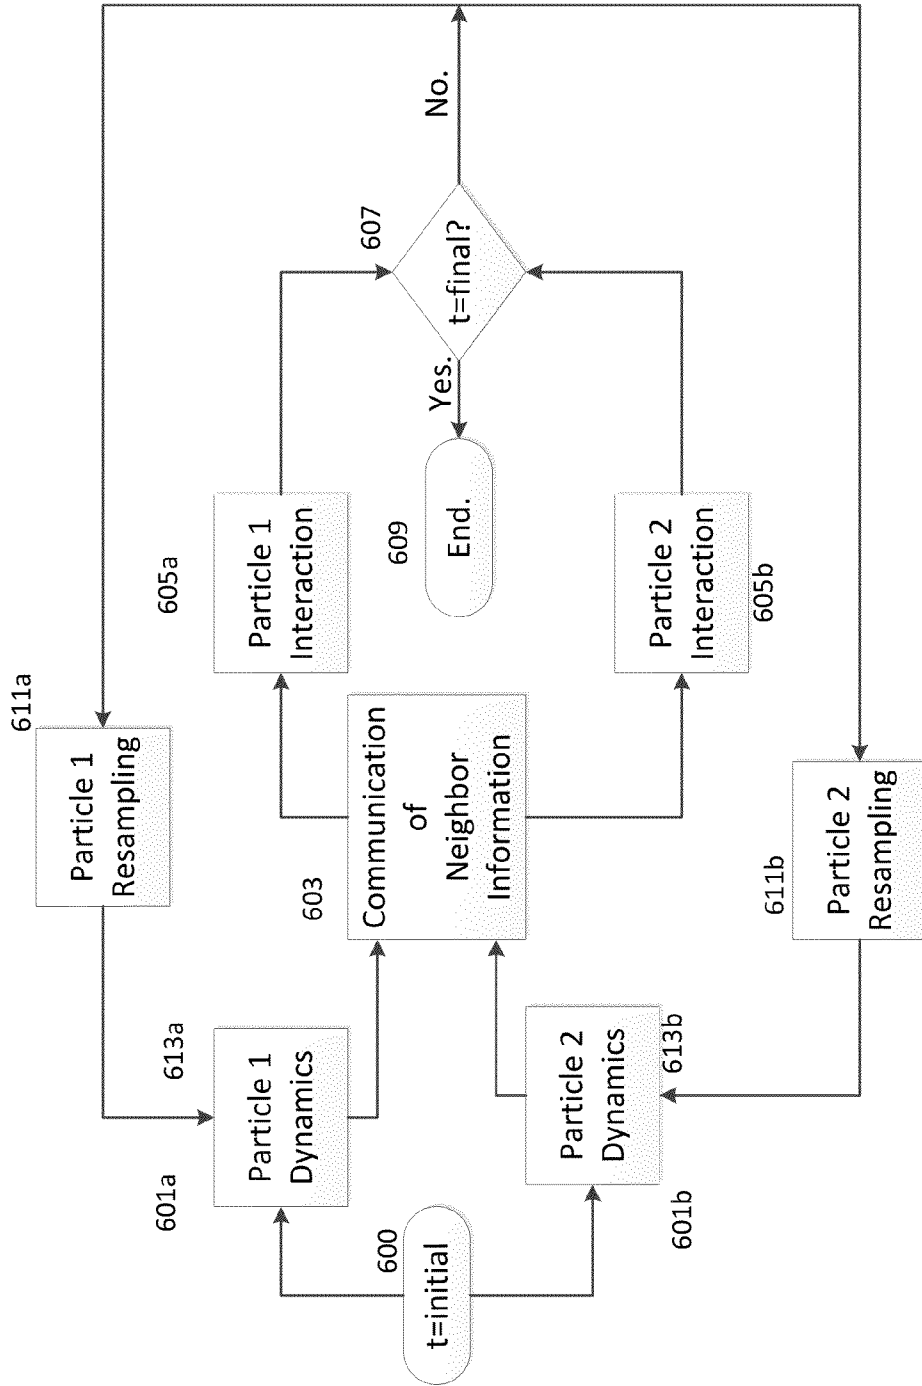 611a
Particle 1
Resampling
613a
601a
Particle 1
Dynamics
605a
Particle 1
Interaction
607
t=final?
No.
Yes.
609
End.
603
Communication
of
Neighbor
Information
600
t=initial
Particle 2
Dynamics
613b
601b
Particle 2
Interaction
605b
611b
Particle 2
Resampling